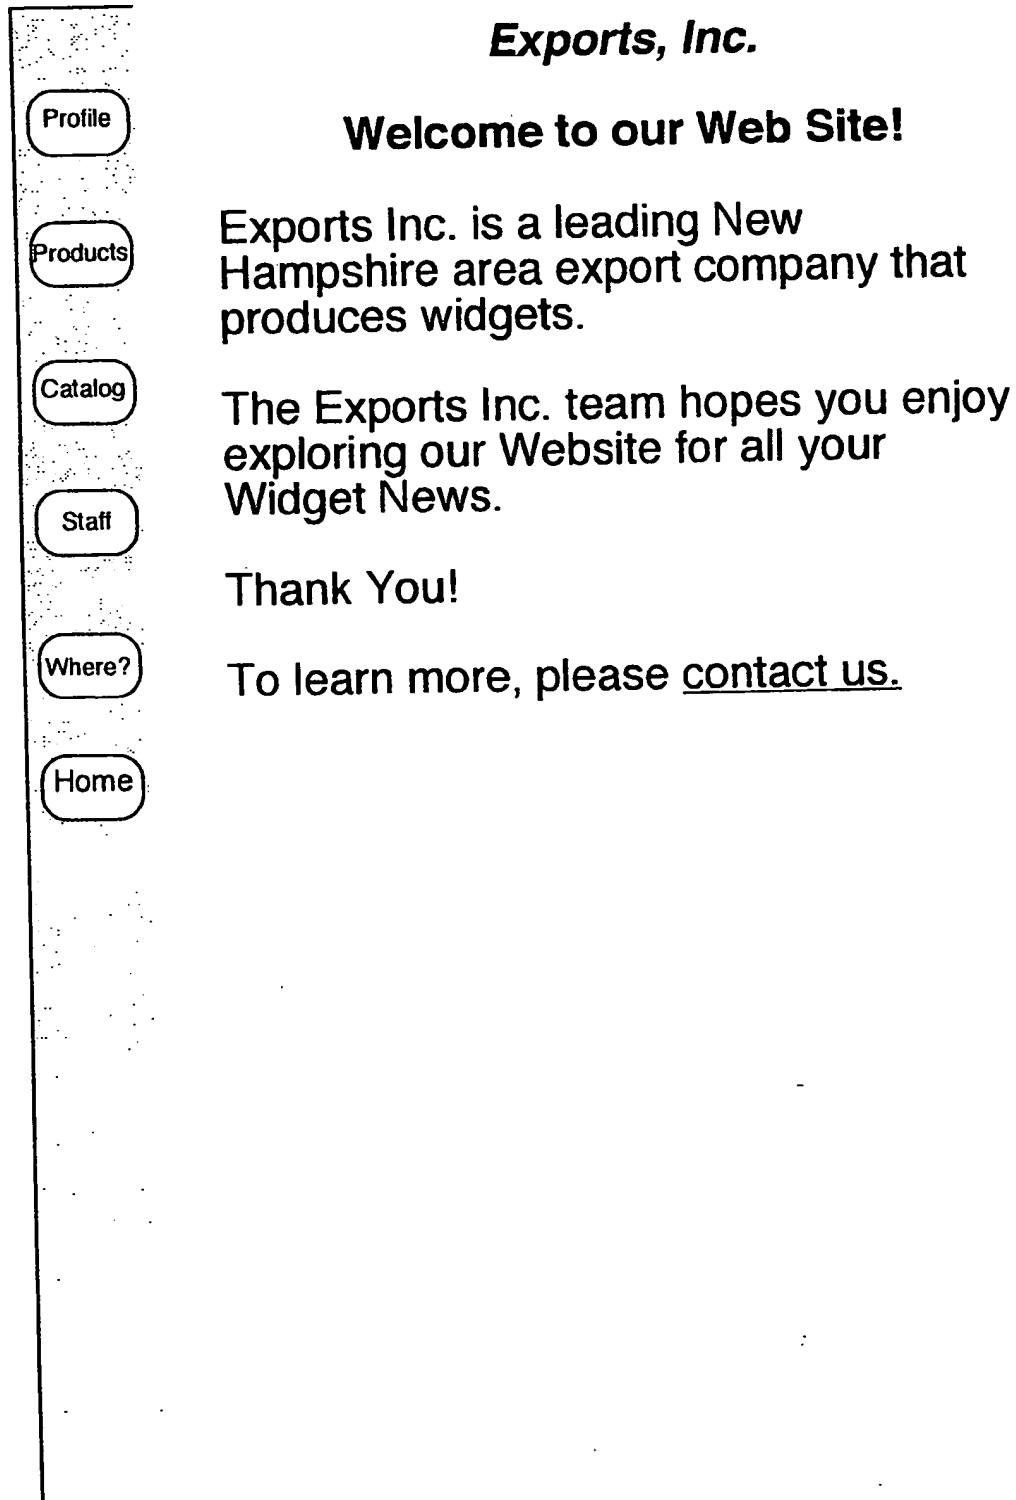 Exports, Inc.
Welcome to our Web Site!
Profile
Products
Catalog
Staff
Where?
Home
Exports Inc. is a leading New
Hampshire area export company that
produces widgets.
The Exports Inc. team hopes you enjoy
exploring our Website for all your
Widget News.
Thank You!
To learn more, please contact us.